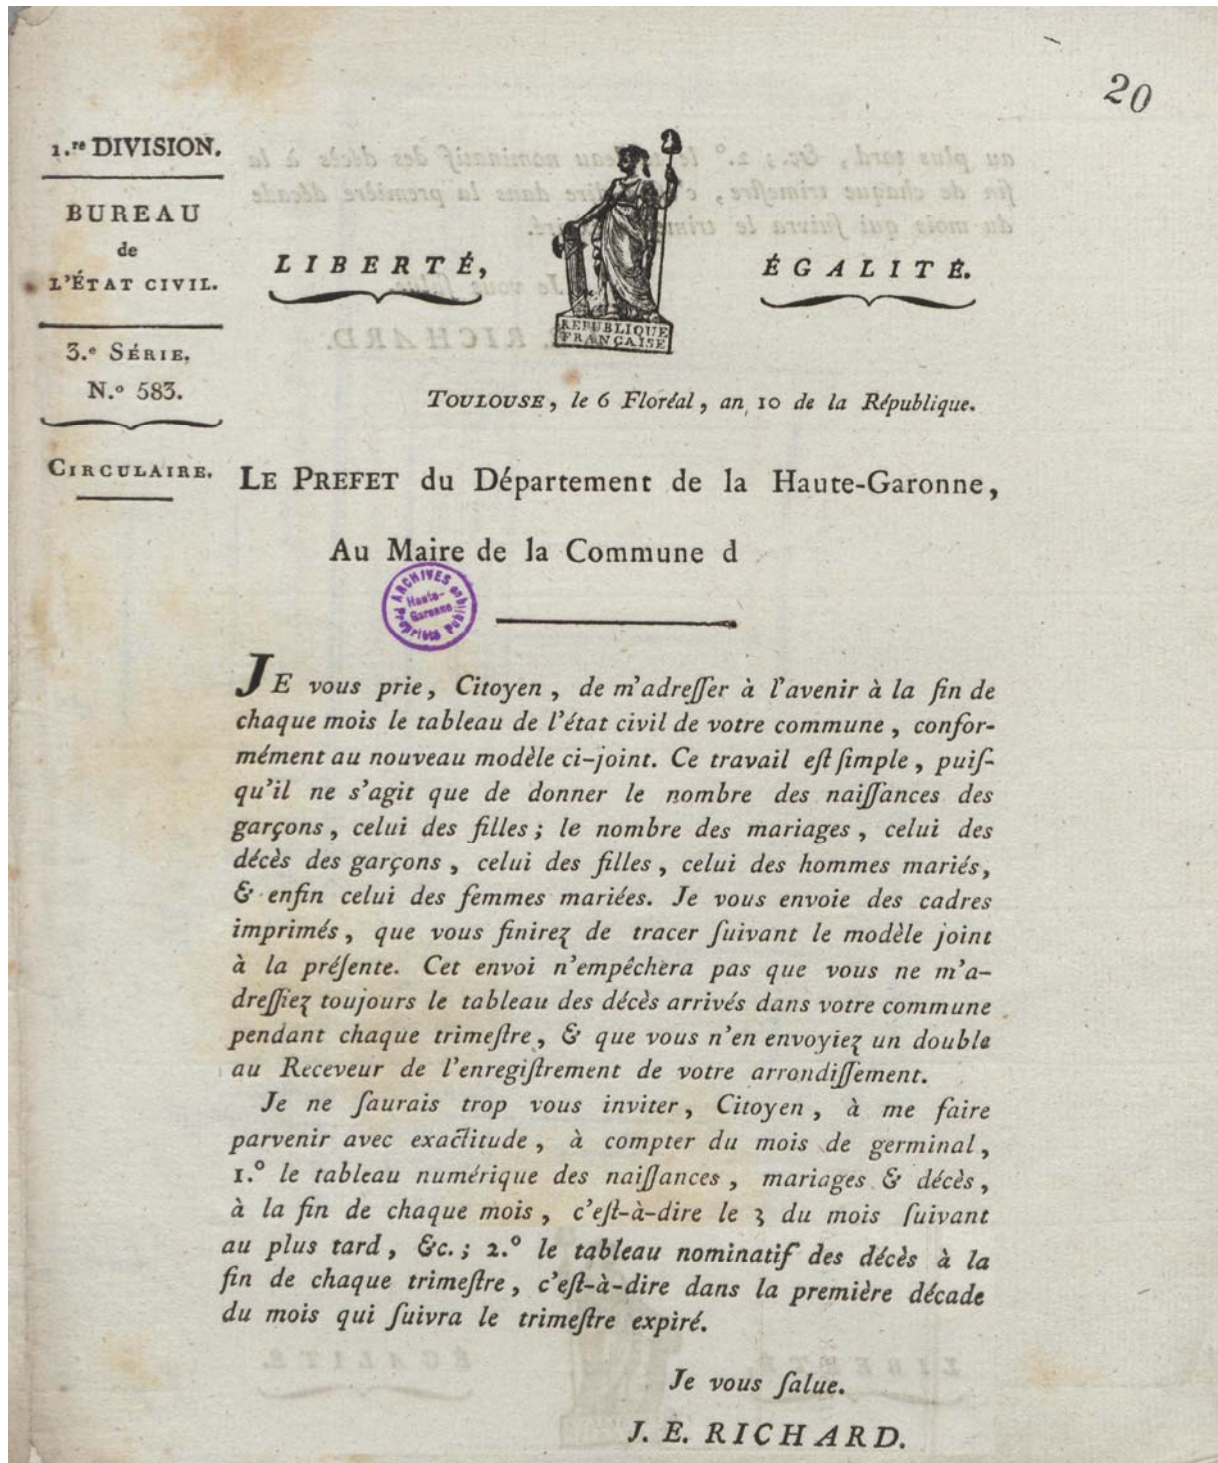 20
1.re DIVISION.
BUREAU
de
L'ÉTAT CIVIL.
3.e SÉRIE.
N.o 583.
CIRCULAIRE.
LIBERTÉ,
ÉGALITÉ.
REPUBLIQUE
FRANÇAISE
TOULOUSE, le 6 Floréal, an 10 de la République.
LE PREFET du Département de la Haute-Garonne,
Au Maire de la Commune d
ARCHIVES
Haute-
Garonne
Propriété Publique
JE vous prie, Citoyen, de m'adreſſer à l'avenir à la fin de
chaque mois le tableau de l'état civil de votre commune, confor-
mément au nouveau modèle ci-joint. Ce travail eſt ſimple, puiſ-
qu'il ne s'agit que de donner le nombre des naiſſances des
garçons, celui des filles; le nombre des mariages, celui des
décès des garçons, celui des filles, celui des hommes mariés,
& enfin celui des femmes mariées. Je vous envoie des cadres
imprimés, que vous finirez de tracer ſuivant le modèle joint
à la préſente. Cet envoi n'empêchera pas que vous ne m'a-
dreſſiez toujours le tableau des décès arrivés dans votre commune
pendant chaque trimeſtre, & que vous n'en envoyiez un double
au Receveur de l'enregiſtrement de votre arrondiſſement.
Je ne ſaurais trop vous inviter, Citoyen, à me faire
parvenir avec exactitude, à compter du mois de germinal,
1.o le tableau numérique des naiſſances, mariages & décès,
à la fin de chaque mois, c'eſt-à-dire le 3 du mois ſuivant
au plus tard, &c.; 2.o le tableau nominatif des décès à la
fin de chaque trimeſtre, c'eſt-à-dire dans la première décade
du mois qui ſuivra le trimeſtre expiré.
Je vous ſalue.
J. E. RICHARD.